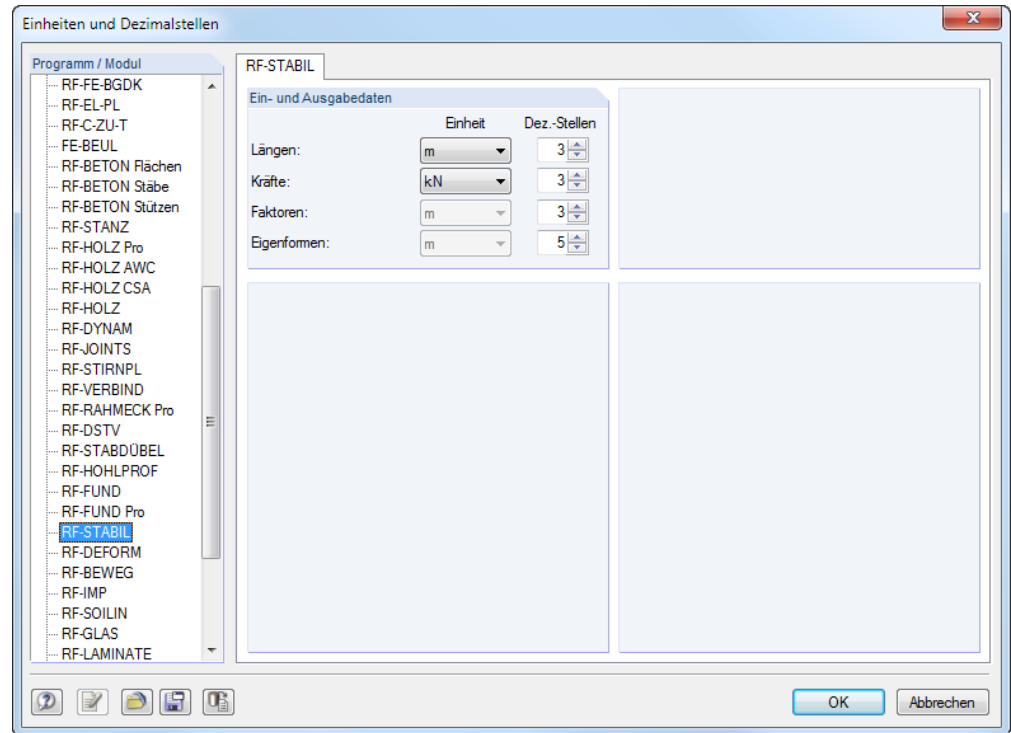 Einheiten und Dezimalstellen
Programm / Modul
RF-FE-BGDK
RF-EL-PL
RF-C-ZU-T
FE-BEUL
RF-BETON Flächen
RF-BETON Stäbe
RF-BETON Stützen
RF-STANZ
RF-HOLZ Pro
RF-HOLZ AWC
RF-HOLZ CSA
RF-HOLZ
RF-DYNAM
RF-JOINTS
RF-STIRNPL
RF-VERBIND
RF-RAHMECK Pro
RF-DSTV
RF-STABDÜBEL
RF-HOHLPROF
RF-FUND
RF-FUND Pro
RF-STABIL
RF-DEFORM
RF-BEWEG
RF-IMP
RF-SOILIN
RF-GLAS
RF-LAMINATE
RF-STABIL
Ein- und Ausgabedaten
Einheit Dez.-Stellen
Längen: m 3
Kräfte: kN 3
Faktoren: m 3
Eigenformen: m 5
OK Abbrechen